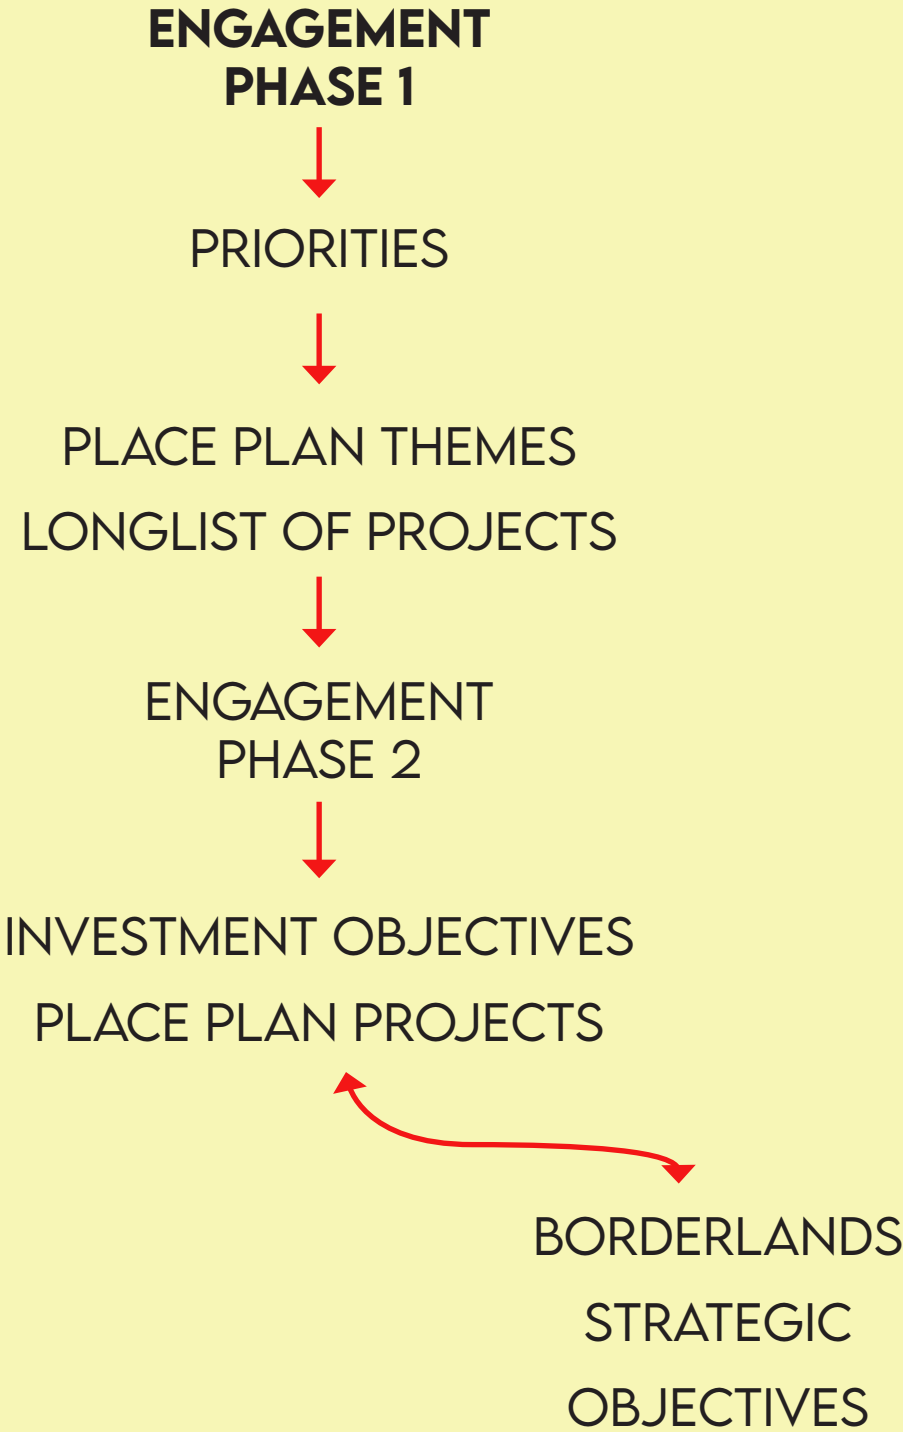 ENGAGEMENT
PHASE 1
PRIORITIES
PLACE PLAN THEMES
LONGLIST OF PROJECTS
ENGAGEMENT
PHASE 2
INVESTMENT OBJECTIVES
PLACE PLAN PROJECTS
BORDERLANDS
STRATEGIC
OBJECTIVES